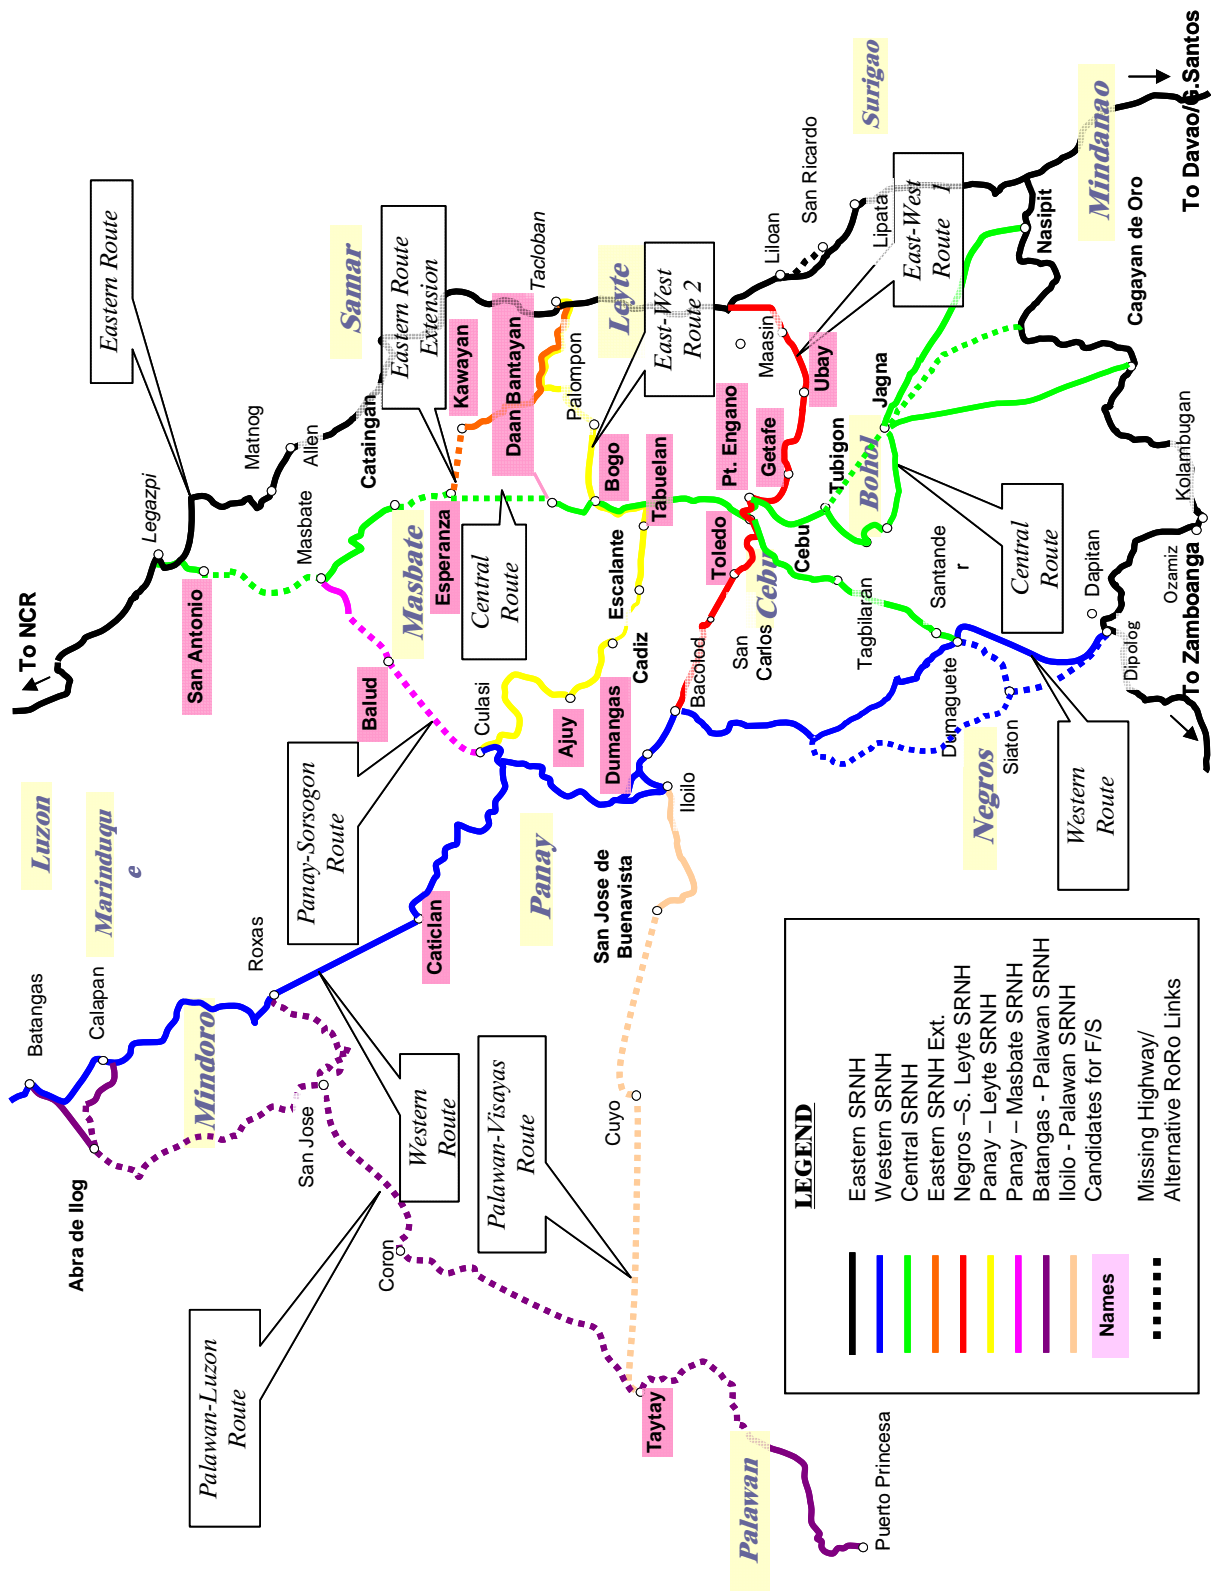 To NCR
Legazpi
San Antonio
Eastern Route
Matnog
Allen
Samar
Masbate
Cataingan
Eastern Route
Extension
Kawayan
Daan Bantayan
Tacloban
Leyte
Palompon
East-West
Route 2
Liloan
San Ricardo
Surigao
Lipata
East-West
Route 1
Maasin
Ubay
Mindanao
To Davao/G.Santos
Nasipit
Cagayan de Oro
Jagna
Bohol
Tubigon
Getafe
Pt. Engano
Bogo
Tabuelan
Esperanza
Masbate
Central
Route
Balud
Panay-Sorsogon
Route
Culasi
Ajuy
Dumangas
Cadiz
Escalante
Toledo
Cebu
Cebu
San
Carlos
Bacolod
Tagbilaran
Santande
r
Central
Route
Dapitan
Dipolog
Ozamiz
Kolambugan
To Zamboanga
Dumaguete
Siaton
Negros
Western
Route
Iloilo
San Jose de
Buenavista
Panay
Caticlan
Luzon
Marinduqu
e
Batangas
Calapan
Roxas
Mindoro
Abra de Ilog
San Jose
Western
Route
Palawan-Visayas
Route
Cuyo
Coron
Palawan-Luzon
Route
Taytay
Palawan
Puerto Princesa
LEGEND
Eastern SRNH
Western SRNH
Central SRNH
Eastern SRNH Ext.
Negros –S. Leyte SRNH
Panay – Leyte SRNH
Panay – Masbate SRNH
Batangas - Palawan SRNH
Iloilo - Palawan SRNH
Names
Candidates for F/S
Missing Highway/
Alternative RoRo Links